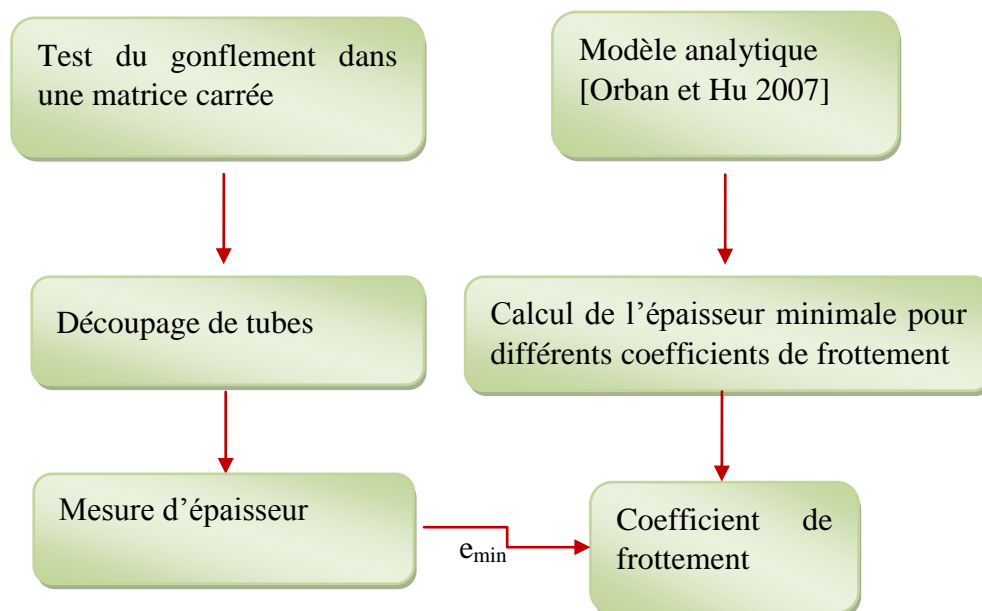 Test du gonflement dans
une matrice carrée
Modèle analytique
[Orban et Hu 2007]
Découpage de tubes
Calcul de l’épaisseur minimale pour
différents coefficients de frottement
Mesure d’épaisseur
emin
Coefficient de
frottement